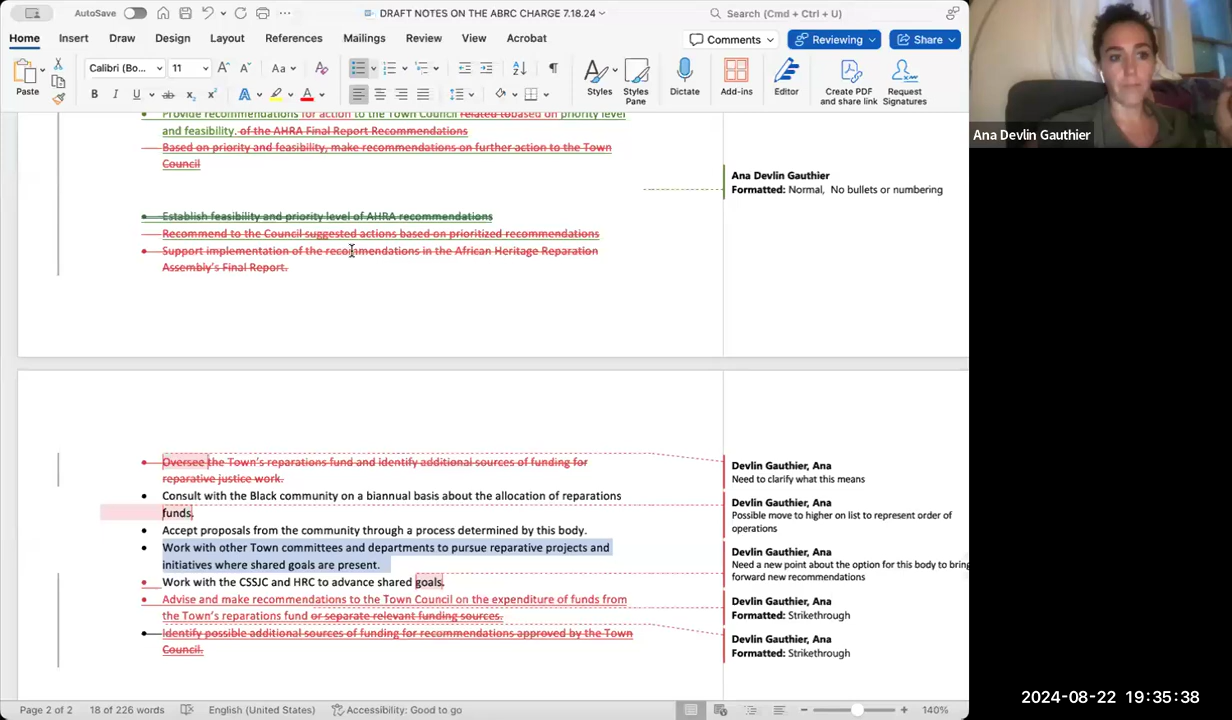 AutoSave
DRAFT NOTES ON THE ABRC CHARGE 7.18.24
Search (Cmd + Ctrl + U)
Home Insert Draw Design Layout References Mailings Review View Acrobat
Comments Reviewing Share
Paste
Calibri (Bo... 11
Aa
B I U ab x₂ x²
Styles Styles Pane Dictate Add-ins Editor Create PDF and share link Request Signatures
Ana Devlin Gauthier
Provide recommendations for action to the Town Council related to based on priority level
and feasibility. of the AHRA Final Report Recommendations
Based on priority and feasibility, make recommendations on further action to the Town
Council
Ana Devlin Gauthier
Formatted: Normal, No bullets or numbering
Establish feasibility and priority level of AHRA recommendations
Recommend to the Council suggested actions based on prioritized recommendations
Support implementation of the recommendations in the African Heritage Reparation
Assembly's Final Report.
Oversee the Town's reparations fund and identify additional sources of funding for
reparative justice work.
Consult with the Black community on a biannual basis about the allocation of reparations
funds.
Accept proposals from the community through a process determined by this body.
Work with other Town committees and departments to pursue reparative projects and
initiatives where shared goals are present.
Work with the CSSJC and HRC to advance shared goals.
Advise and make recommendations to the Town Council on the expenditure of funds from
the Town's reparations fund or separate relevant funding sources.
Identify possible additional sources of funding for recommendations approved by the Town
Council.
Devlin Gauthier, Ana
Need to clarify what this means
Devlin Gauthier, Ana
Possible move to higher on list to represent order of
operations
Devlin Gauthier, Ana
Need a new point about the option for this body to bring
forward new recommendations
Devlin Gauthier, Ana
Formatted: Strikethrough
Devlin Gauthier, Ana
Formatted: Strikethrough
Page 2 of 2 18 of 226 words English (United States) Accessibility: Good to go 140%
2024-08-22 19:35:38